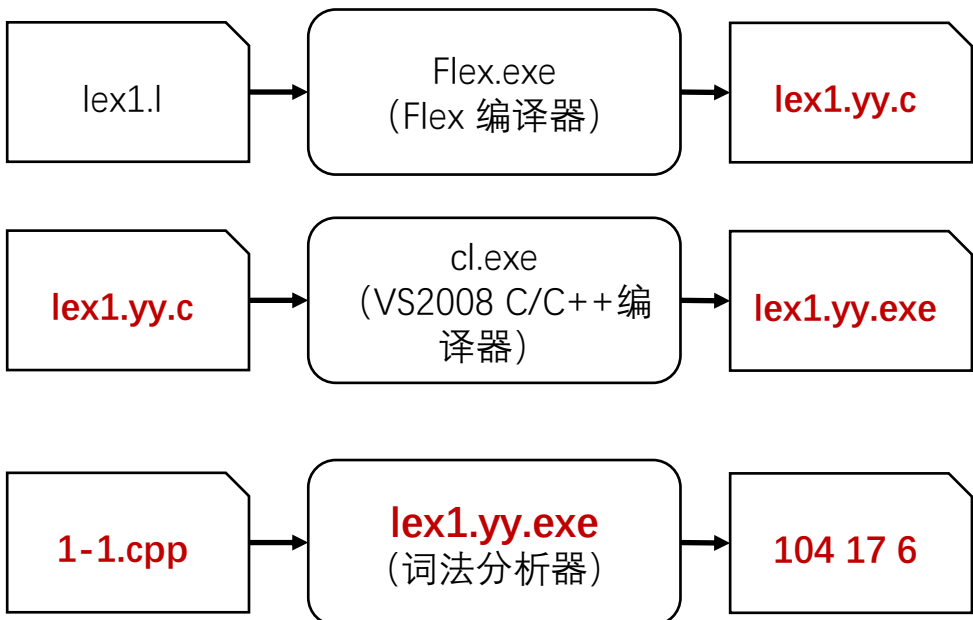 lex1.l
Flex.exe
（Flex 编译器）
lex1.yy.c
lex1.yy.c
cl.exe
（VS2008 C/C++编
译器）
lex1.yy.exe
1-1.cpp
lex1.yy.exe
（词法分析器）
104 17 6